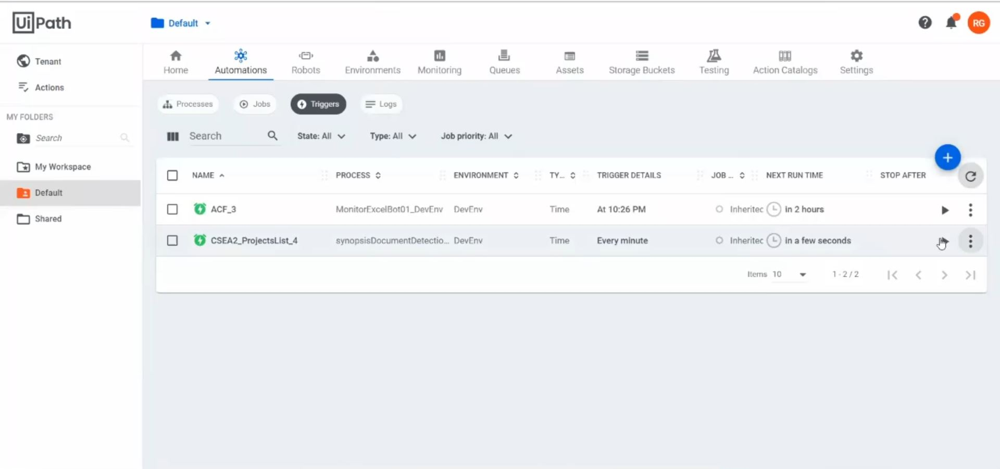 UiPath
Default
RG
Tenant
Actions
MY FOLDERS
Search
My Workspace
Default
Shared
Home Automations Robots Environments Monitoring Queues Assets Storage Buckets Testing Action Catalogs Settings
Processes Jobs Triggers Logs
Search State: All Type: All Job priority: All
NAME PROCESS ENVIRONMENT TY... TRIGGER DETAILS JOB ... NEXT RUN TIME STOP AFTER
ACF_3 MonitorExcelBot01_DevEnv DevEnv Time At 10:26 PM Inheritec in 2 hours
CSEA2_ProjectsList_4 synopsisDocumentDetectio... DevEnv Time Every minute Inheritec in a few seconds
Items 10 1 - 2 / 2